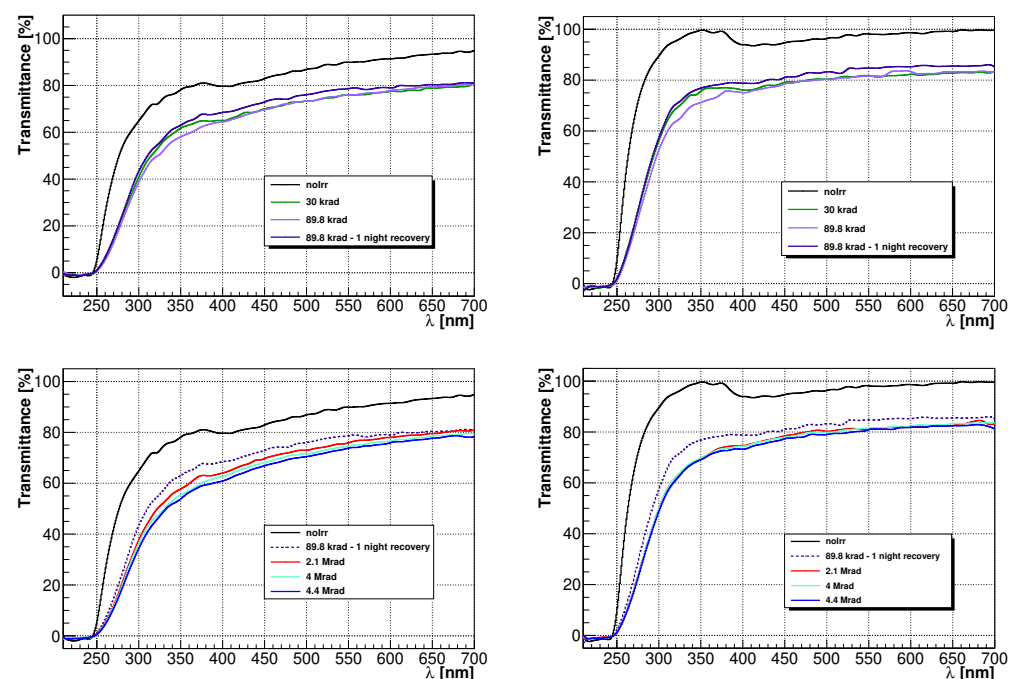 Transmittance [%]
100
80
60
40
20
0
noIrr
30 krad
89.8 krad
89.8 krad - 1 night recovery
250 300 350 400 450 500 550 600 650 700
λ [nm]
Transmittance [%]
100
80
60
40
20
0
noIrr
30 krad
89.8 krad
89.8 krad - 1 night recovery
250 300 350 400 450 500 550 600 650 700
λ [nm]
Transmittance [%]
100
80
60
40
20
0
noIrr
89.8 krad - 1 night recovery
2.1 Mrad
4 Mrad
4.4 Mrad
250 300 350 400 450 500 550 600 650 700
λ [nm]
Transmittance [%]
100
80
60
40
20
0
noIrr
89.8 krad - 1 night recovery
2.1 Mrad
4 Mrad
4.4 Mrad
250 300 350 400 450 500 550 600 650 700
λ [nm]